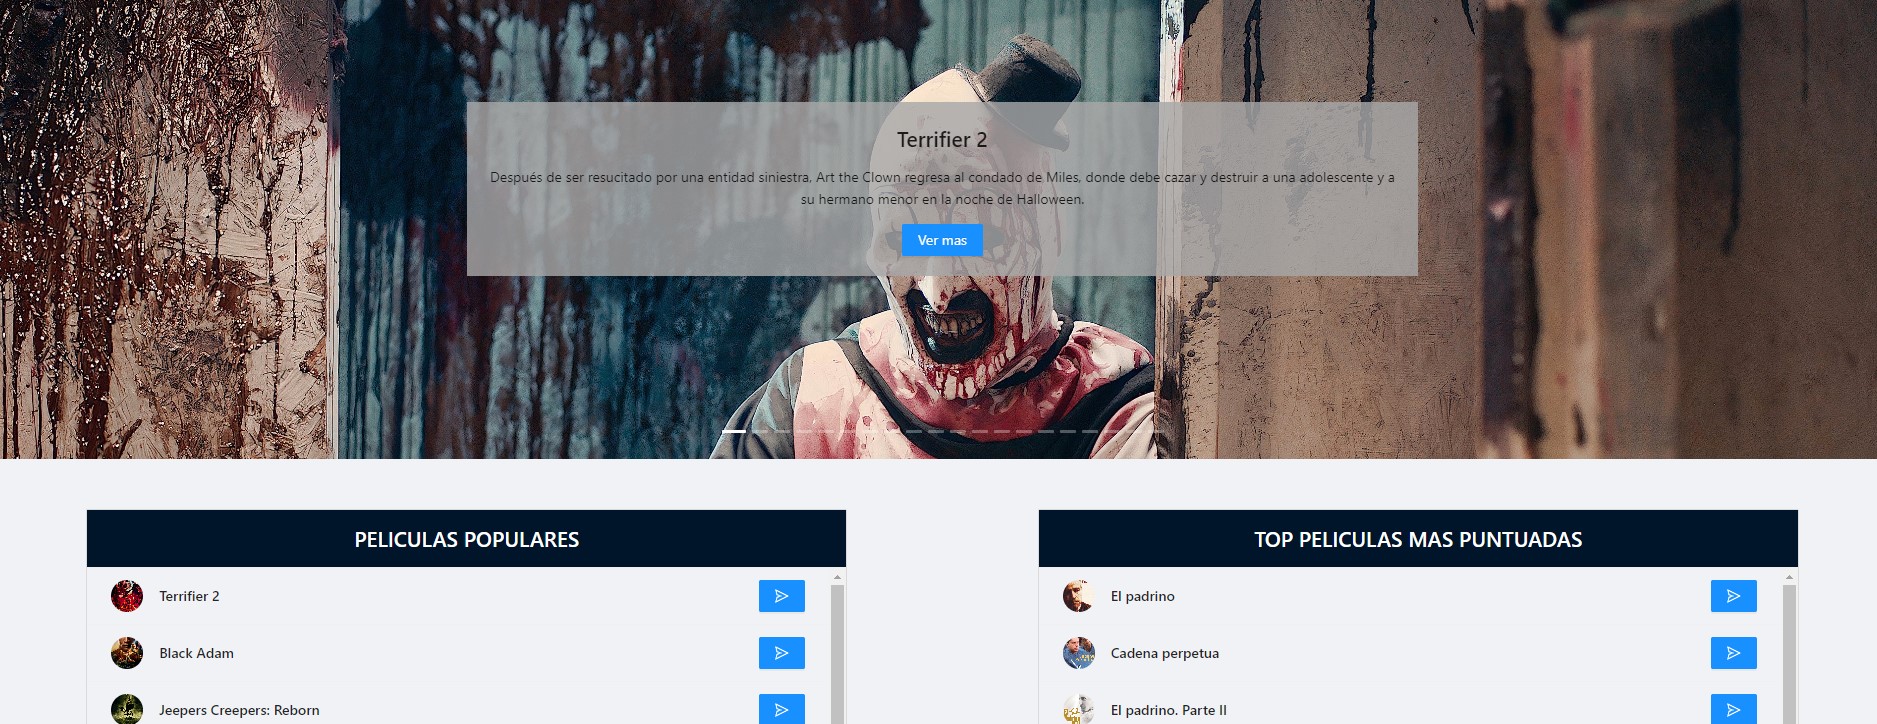 Terrifier 2
Después de ser resucitado por una entidad siniestra, Art the Clown regresa al condado de Miles, donde debe cazar y destruir a una adolescente y a
su hermano menor en la noche de Halloween.
Ver mas
PELICULAS POPULARES
Terrifier 2
Black Adam
Jeepers Creepers: Reborn
TOP PELICULAS MAS PUNTUADAS
El padrino
Cadena perpetua
El padrino. Parte II